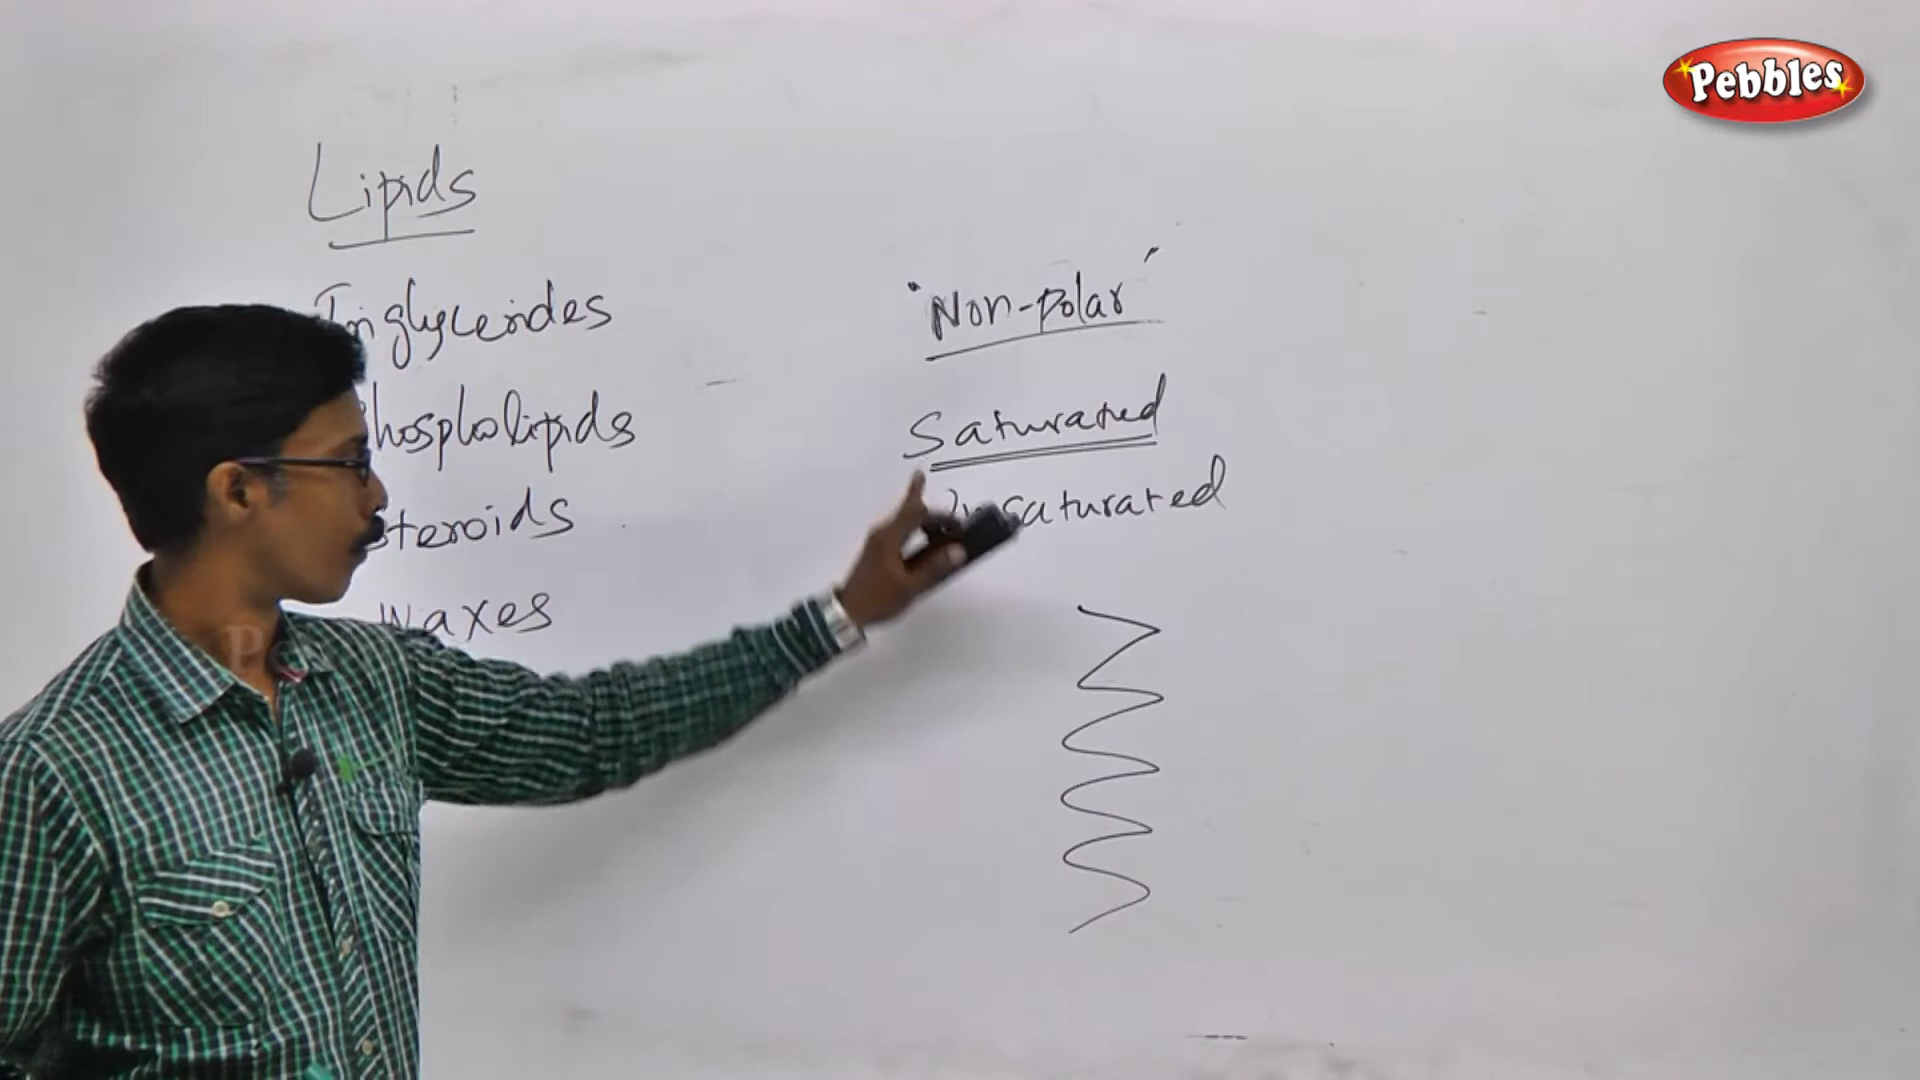 Pebbles
Lipids
Triglycerides
Phospholipids
Steroids
Waxes
"Non-polar"
Saturated
Unsaturated